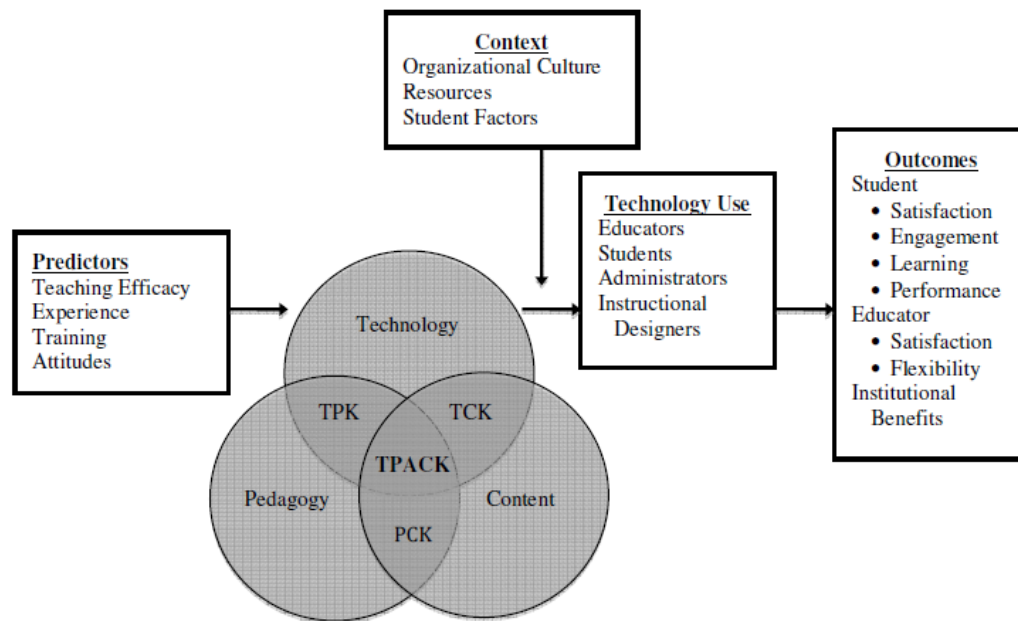 Context
Organizational Culture
Resources
Student Factors
Predictors
Teaching Efficacy
Experience
Training
Attitudes
Technology
TPK
TCK
TPACK
Pedagogy
Content
PCK
Technology Use
Educators
Students
Administrators
Instructional
Designers
Outcomes
Student
• Satisfaction
• Engagement
• Learning
• Performance
Educator
• Satisfaction
• Flexibility
Institutional
Benefits